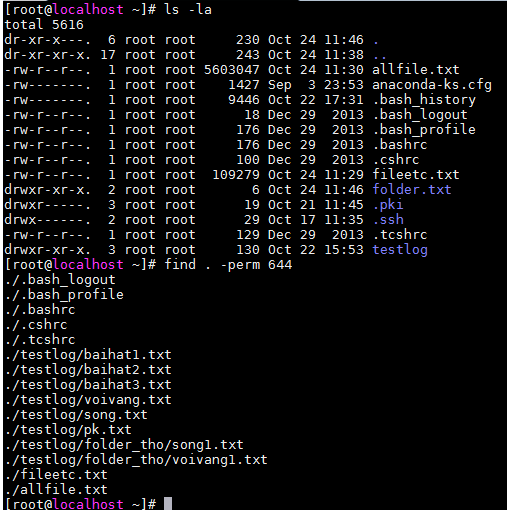 [root@localhost ~]# ls -la
total 5616
dr-xr-x---.  6 root root     230 Oct 24 11:46 .
dr-xr-xr-x. 17 root root     243 Oct 24 11:38 ..
-rw-r--r--.  1 root root 5603047 Oct 24 11:30 allfile.txt
-rw-------.  1 root root    1427 Sep  3 23:53 anaconda-ks.cfg
-rw-------.  1 root root    9446 Oct 22 17:31 .bash_history
-rw-r--r--.  1 root root      18 Dec 29  2013 .bash_logout
-rw-r--r--.  1 root root     176 Dec 29  2013 .bash_profile
-rw-r--r--.  1 root root     176 Dec 29  2013 .bashrc
-rw-r--r--.  1 root root     100 Dec 29  2013 .cshrc
-rw-r--r--.  1 root root  109279 Oct 24 11:29 fileetc.txt
drwxr-xr-x.  2 root root       6 Oct 24 11:46 folder.txt
drwxr-----.  3 root root      19 Oct 21 11:45 .pki
drwx------.  2 root root      29 Oct 17 11:35 .ssh
-rw-r--r--.  1 root root     129 Dec 29  2013 .tcshrc
drwxr-xr-x.  3 root root     130 Oct 22 15:53 testlog
[root@localhost ~]# find . -perm 644
./.bash_logout
./.bash_profile
./.bashrc
./.cshrc
./.tcshrc
./testlog/baihat1.txt
./testlog/baihat2.txt
./testlog/baihat3.txt
./testlog/voivang.txt
./testlog/song.txt
./testlog/pk.txt
./testlog/folder_tho/song1.txt
./testlog/folder_tho/voivang1.txt
./fileetc.txt
./allfile.txt
[root@localhost ~]#